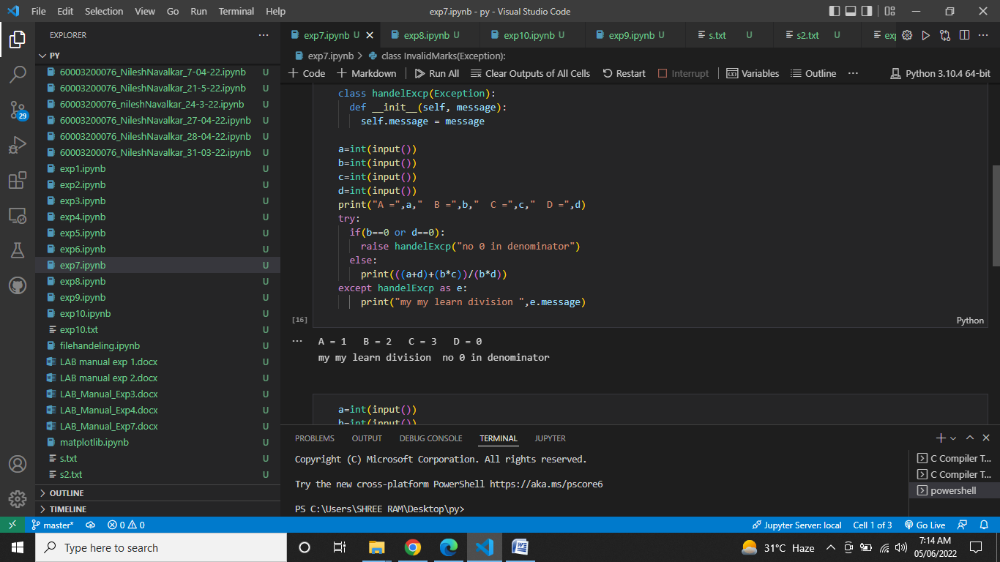 File Edit Selection View Go Run Terminal Help exp7.ipynb - py - Visual Studio Code
EXPLORER
PY
60003200076_NileshNavalkar_7-04-22.ipynb U
60003200076_NileshNavalkar_21-5-22.ipynb U
60003200076_nileshNavalkar_24-3-22.ipynb U
60003200076_NileshNavalkar_27-04-22.ipynb U
60003200076_NileshNavalkar_28-04-22.ipynb U
60003200076_NileshNavalkar_31-03-22.ipynb U
exp1.ipynb U
exp2.ipynb U
exp3.ipynb U
exp4.ipynb U
exp5.ipynb U
exp6.ipynb U
exp7.ipynb U
exp8.ipynb U
exp9.ipynb U
exp10.ipynb U
exp10.txt U
filehandeling.ipynb U
LAB manual exp 1.docx U
LAB manual exp 2.docx U
LAB_Manual_Exp3.docx U
LAB_Manual_Exp4.docx U
LAB_Manual_Exp7.docx U
matplotlib.ipynb U
s.txt U
s2.txt U
OUTLINE
TIMELINE
29
exp7.ipynb U exp8.ipynb U exp10.ipynb U exp9.ipynb U s.txt U s2.txt U exp
exp7.ipynb > class InvalidMarks(Exception):
Code Markdown Run All Clear Outputs of All Cells Restart Interrupt Variables Outline Python 3.10.4 64-bit
class handelExcp(Exception):
def __init__(self, message):
self.message = message
a=int(input())
b=int(input())
c=int(input())
d=int(input())
print("A =",a,"  B =",b,"  C =",c,"  D =",d)
try:
if(b==0 or d==0):
raise handelExcp("no 0 in denominator")
else:
print(((a+d)+(b*c))/(b*d))
except handelExcp as e:
print("my my learn division ",e.message)
[16] Python
A = 1   B = 2   C = 3   D = 0
my my learn division  no 0 in denominator
a=int(input())
b=int(input())
PROBLEMS OUTPUT DEBUG CONSOLE TERMINAL JUPYTER
Copyright (C) Microsoft Corporation. All rights reserved.
Try the new cross-platform PowerShell https://aka.ms/pscore6
PS C:\Users\SHREE RAM\Desktop\py>
C Compiler T...
C Compiler T...
powershell
master* 0 0 Jupyter Server: local Cell 1 of 3 Go Live
Type here to search 31°C Haze 7:14 AM
05/06/2022